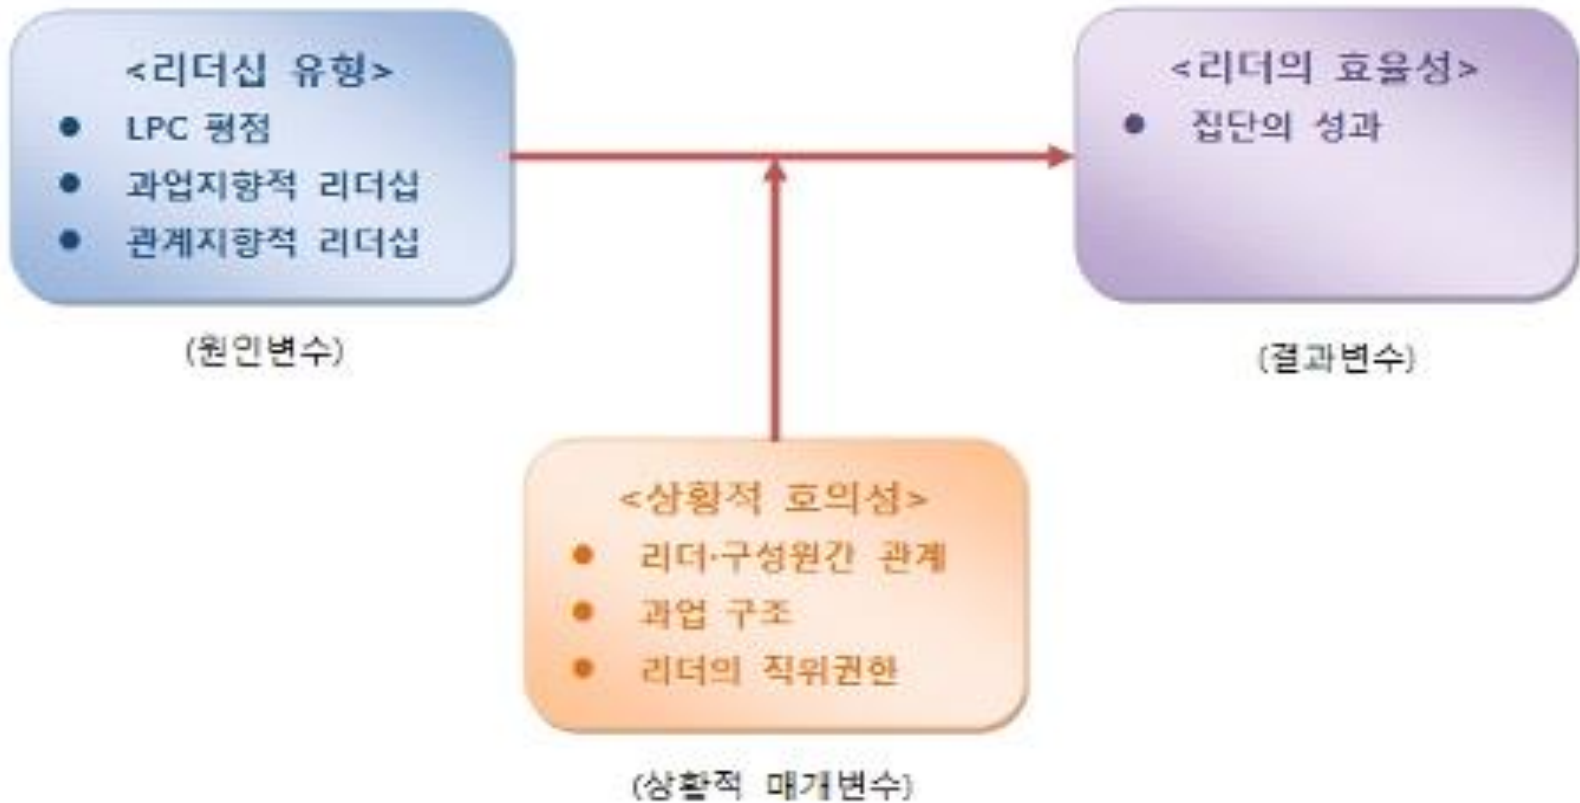 <리더십 유형>
● LPC 평점
● 과업지향적 리더십
● 관계지향적 리더십
(원인변수)
<리더의 효율성>
● 집단의 성과
(결과변수)
<상황적 호의성>
● 리더·구성원간 관계
● 과업 구조
● 리더의 직위권한
(상황적 매개변수)